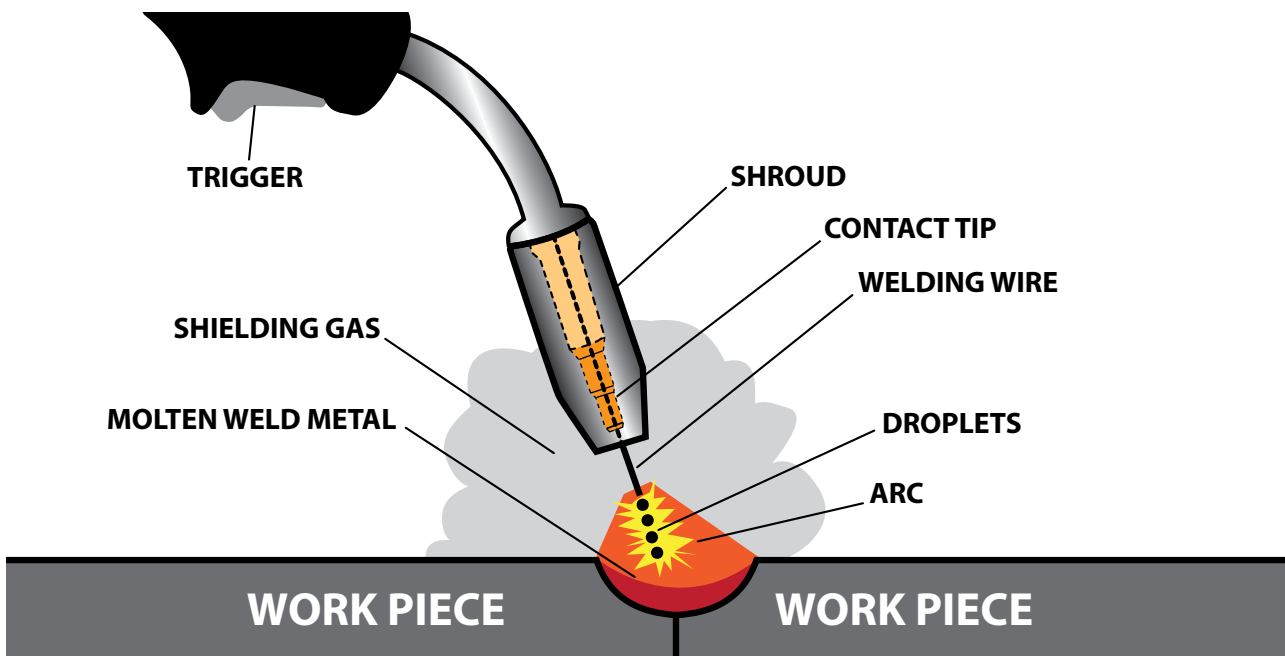 TRIGGER
SHROUD
CONTACT TIP
WELDING WIRE
SHIELDING GAS
MOLTEN WELD METAL
DROPLETS
ARC
WORK PIECE
WORK PIECE